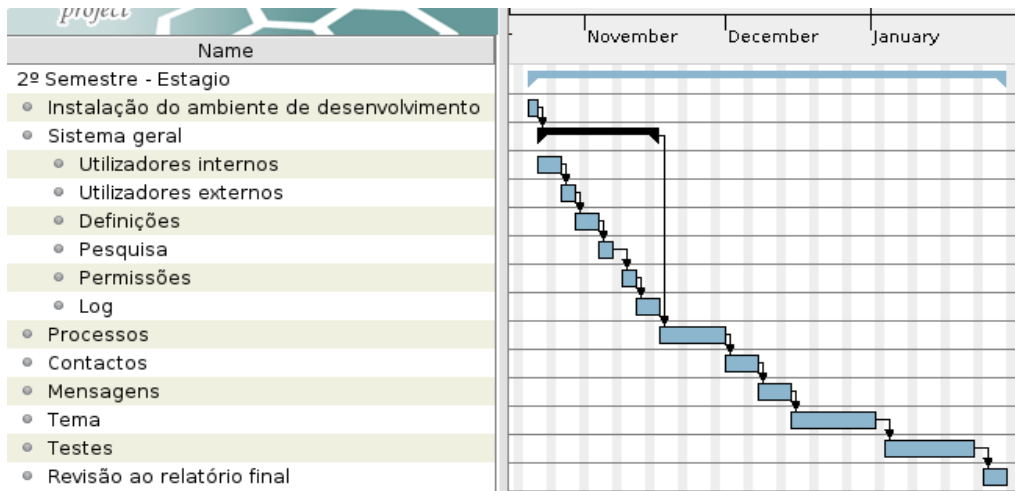 project
November December January
Name
2º Semestre - Estagio
Instalação do ambiente de desenvolvimento
Sistema geral
Utilizadores internos
Utilizadores externos
Definições
Pesquisa
Permissões
Log
Processos
Contactos
Mensagens
Tema
Testes
Revisão ao relatório final